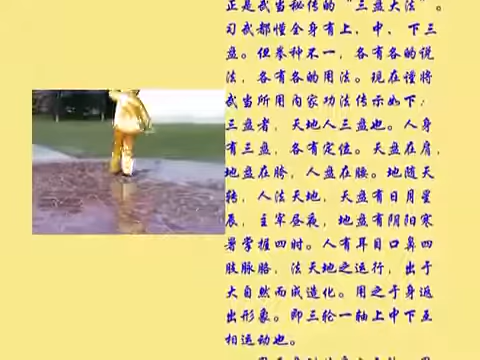 正是武当秘传的“三盘大法”。
习武都懂全身有上，中，下三
盘。但拳种不一，各有各的说
法，各有各的用法。现在谨将
武当所用内家功法传示如下：
三盘者，天地人三盘也。人身
有三盘，各有定位。天盘在肩，
地盘在胯，人盘在腰。地随天
转，人法天地，天盘有日月星
辰，主宰昼夜，地盘有阴阳寒
暑掌握四时。人有耳目口鼻四
肢脉胳，法天地之运行，出于
大自然而成造化。用之于身返
出形象。即三轮一轴上中下互
相运动也。